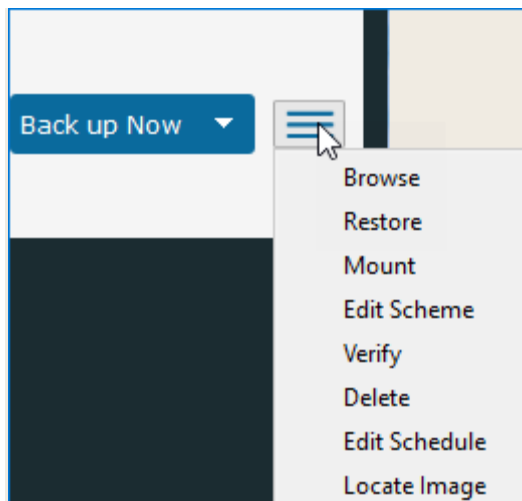 Back up Now
Browse
Restore
Mount
Edit Scheme
Verify
Delete
Edit Schedule
Locate Image